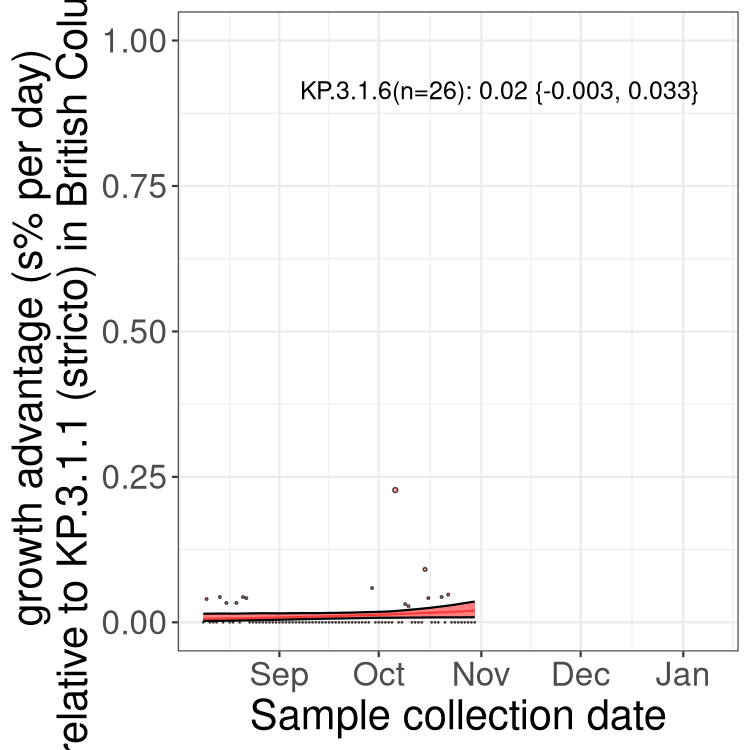 growth advantage (s% per day)
relative to KP.3.1.1 (stricto) in British Colu
1.00
0.75
0.50
0.25
0.00
KP.3.1.6(n=26): 0.02 {-0.003, 0.033}
Sep Oct Nov Dec Jan
Sample collection date